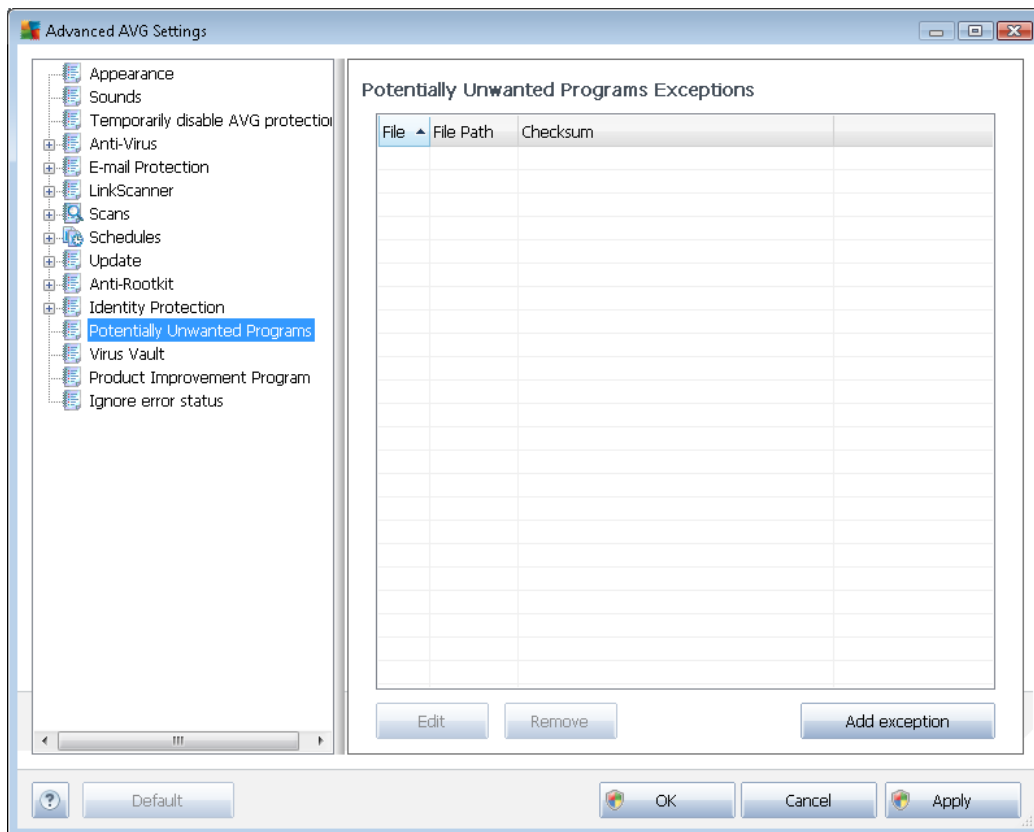 Advanced AVG Settings
Appearance
Sounds
Temporarily disable AVG protection
Anti-Virus
E-mail Protection
LinkScanner
Scans
Schedules
Update
Anti-Rootkit
Identity Protection
Potentially Unwanted Programs
Virus Vault
Product Improvement Program
Ignore error status
Potentially Unwanted Programs Exceptions
File File Path Checksum
Edit Remove Add exception
? Default OK Cancel Apply